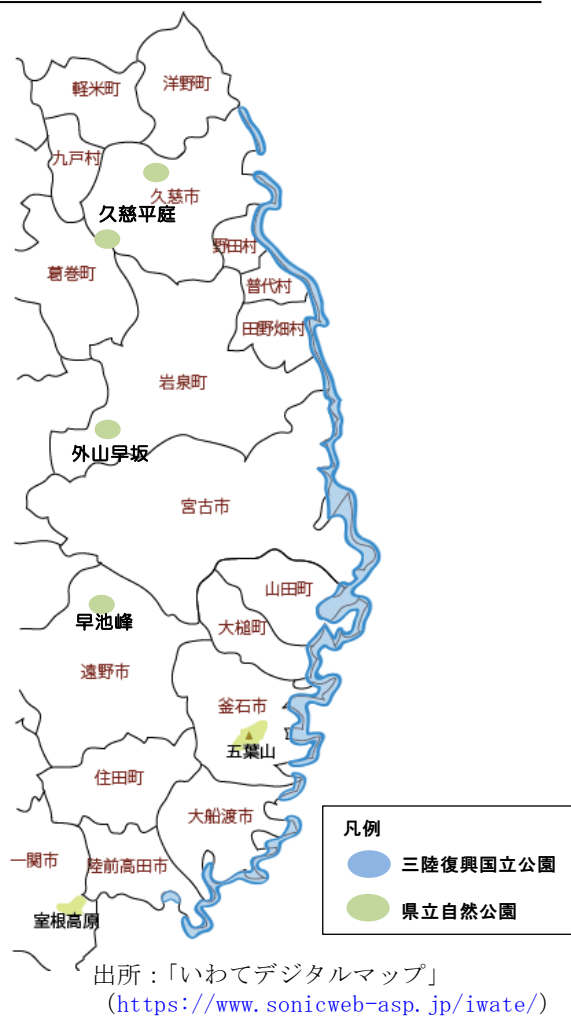 軽米町
洋野町
九戸村
久慈市
久慈平庭
野田村
葛巻町
普代村
田野畑村
岩泉町
外山早坂
宮古市
山田町
早池峰
大槌町
遠野市
釜石市
五葉山
住田町
大船渡市
一関市
陸前高田市
室根高原
凡例
三陸復興国立公園
県立自然公園
出所：「いわてデジタルマップ」
（https://www.sonicweb-asp.jp/iwate/）